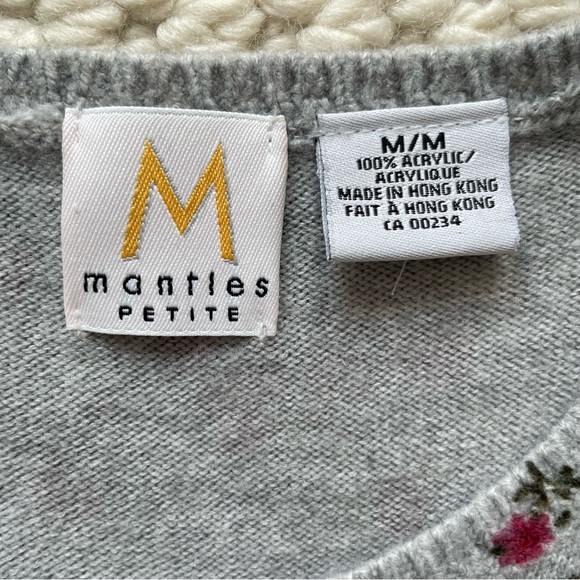 M
mantles
PETITE
M/M
100% ACRYLIC/
ACRYLIQUE
MADE IN HONG KONG
FAIT À HONG KONG
CA 00234